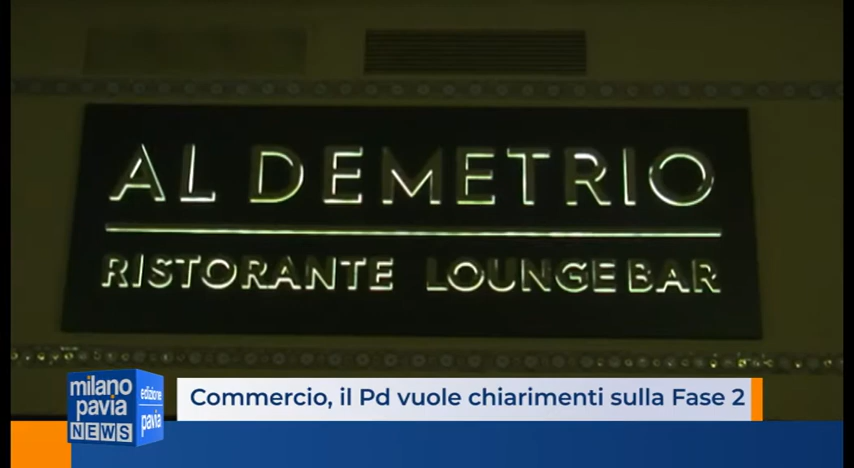 AL DEMETRIO
RISTORANTE LOUNGE BAR
milano
pavia
NEWS
edizione
pavia
Commercio, il Pd vuole chiarimenti sulla Fase 2